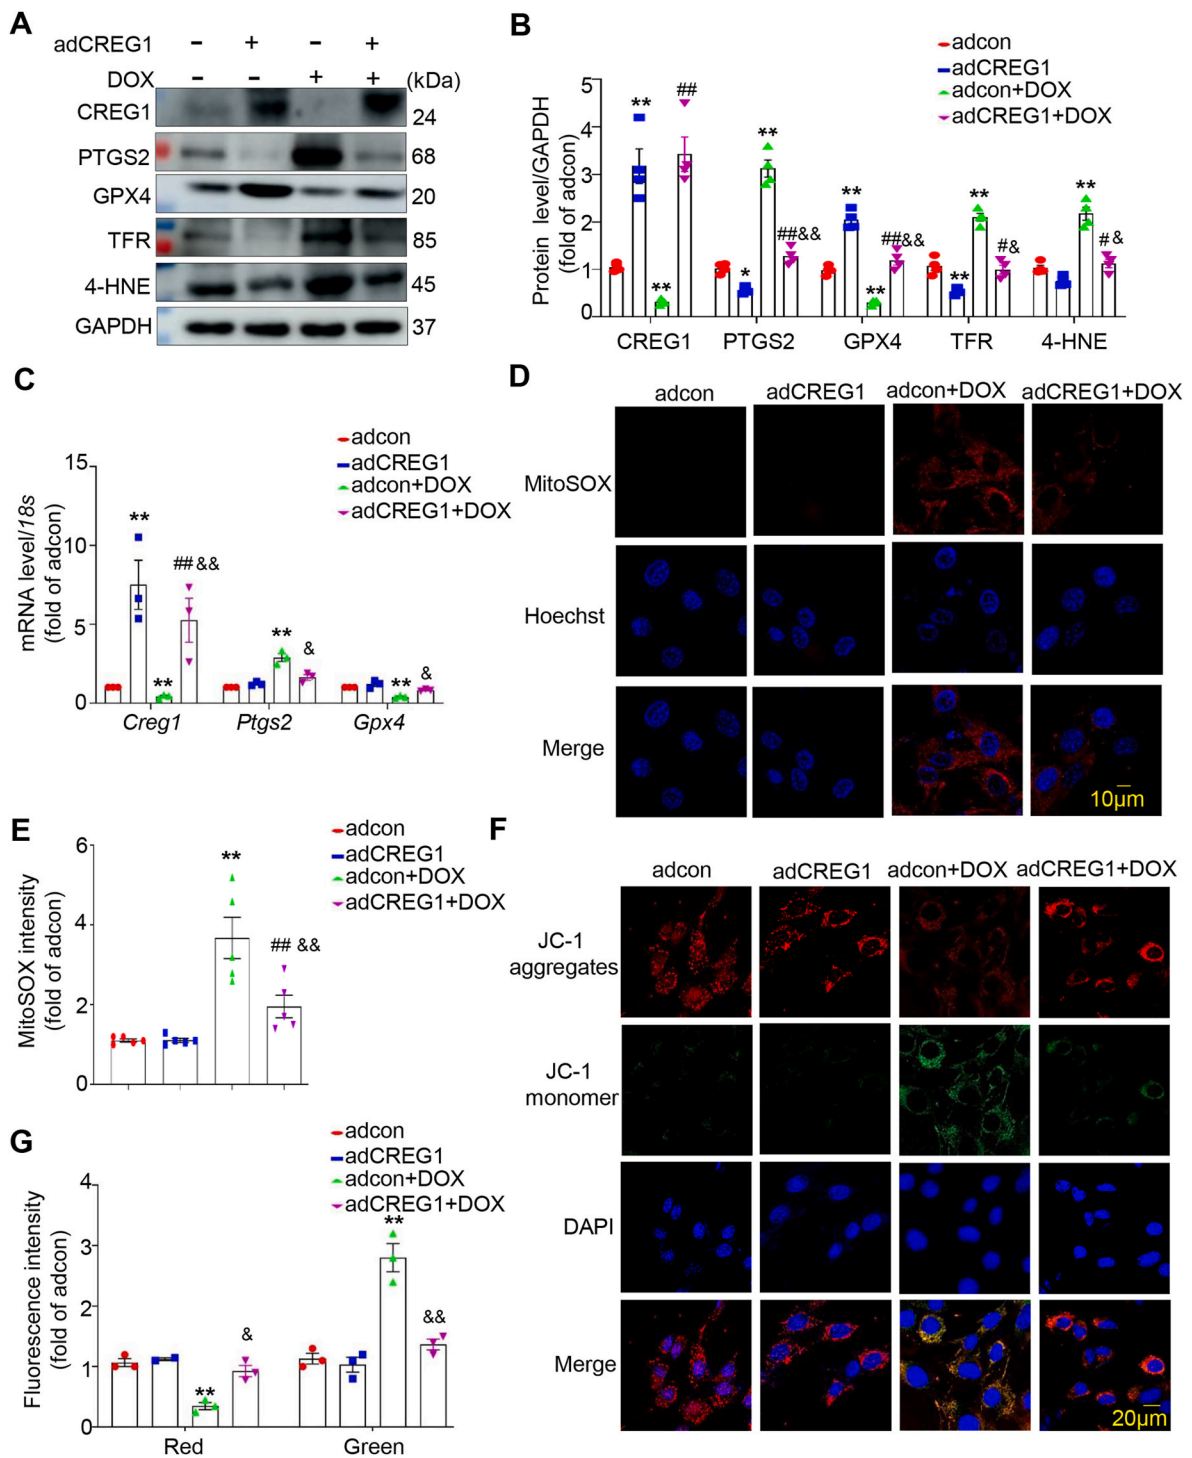 A
adCREG1 − + − +
DOX − − + + (kDa)
CREG1 24
PTGS2 68
GPX4 20
TFR 85
4-HNE 45
GAPDH 37
B
adcon
adCREG1
adcon+DOX
adCREG1+DOX
Protein level/GAPDH
(fold of adcon)
5
4
3
2
1
0
** ** ## * ** ##&& ** ** ##&& ** ** #& ** # &
CREG1 PTGS2 GPX4 TFR 4-HNE
C
adcon
adCREG1
adcon+DOX
adCREG1+DOX
mRNA level/18s
(fold of adcon)
15
10
5
0
** ** ## && ** & ** &
Creg1 Ptgs2 Gpx4
D
adcon adCREG1 adcon+DOX adCREG1+DOX
MitoSOX
Hoechst
Merge
10μm
E
adcon
adCREG1
adcon+DOX
adCREG1+DOX
MitoSOX intensity
(fold of adcon)
6
4
2
0
** ## &&
F
adcon adCREG1 adcon+DOX adCREG1+DOX
JC-1
aggregates
JC-1
monomer
DAPI
Merge
20μm
G
adcon
adCREG1
adcon+DOX
adCREG1+DOX
Fluorescence intensity
(fold of adcon)
4
3
2
1
0
** & ** &&
Red Green